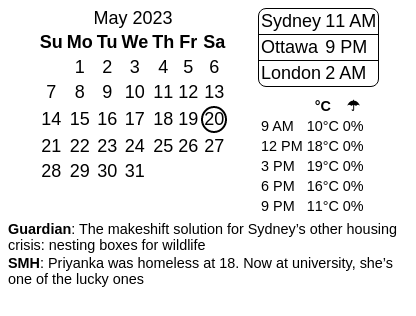 May 2023
Su Mo Tu We Th Fr Sa
1 2 3 4 5 6
7 8 9 10 11 12 13
14 15 16 17 18 19 20
21 22 23 24 25 26 27
28 29 30 31
Sydney 11 AM
Ottawa 9 PM
London 2 AM
°C ☂
9 AM 10°C 0%
12 PM 18°C 0%
3 PM 19°C 0%
6 PM 16°C 0%
9 PM 11°C 0%
Guardian: The makeshift solution for Sydney’s other housing
crisis: nesting boxes for wildlife
SMH: Priyanka was homeless at 18. Now at university, she’s
one of the lucky ones